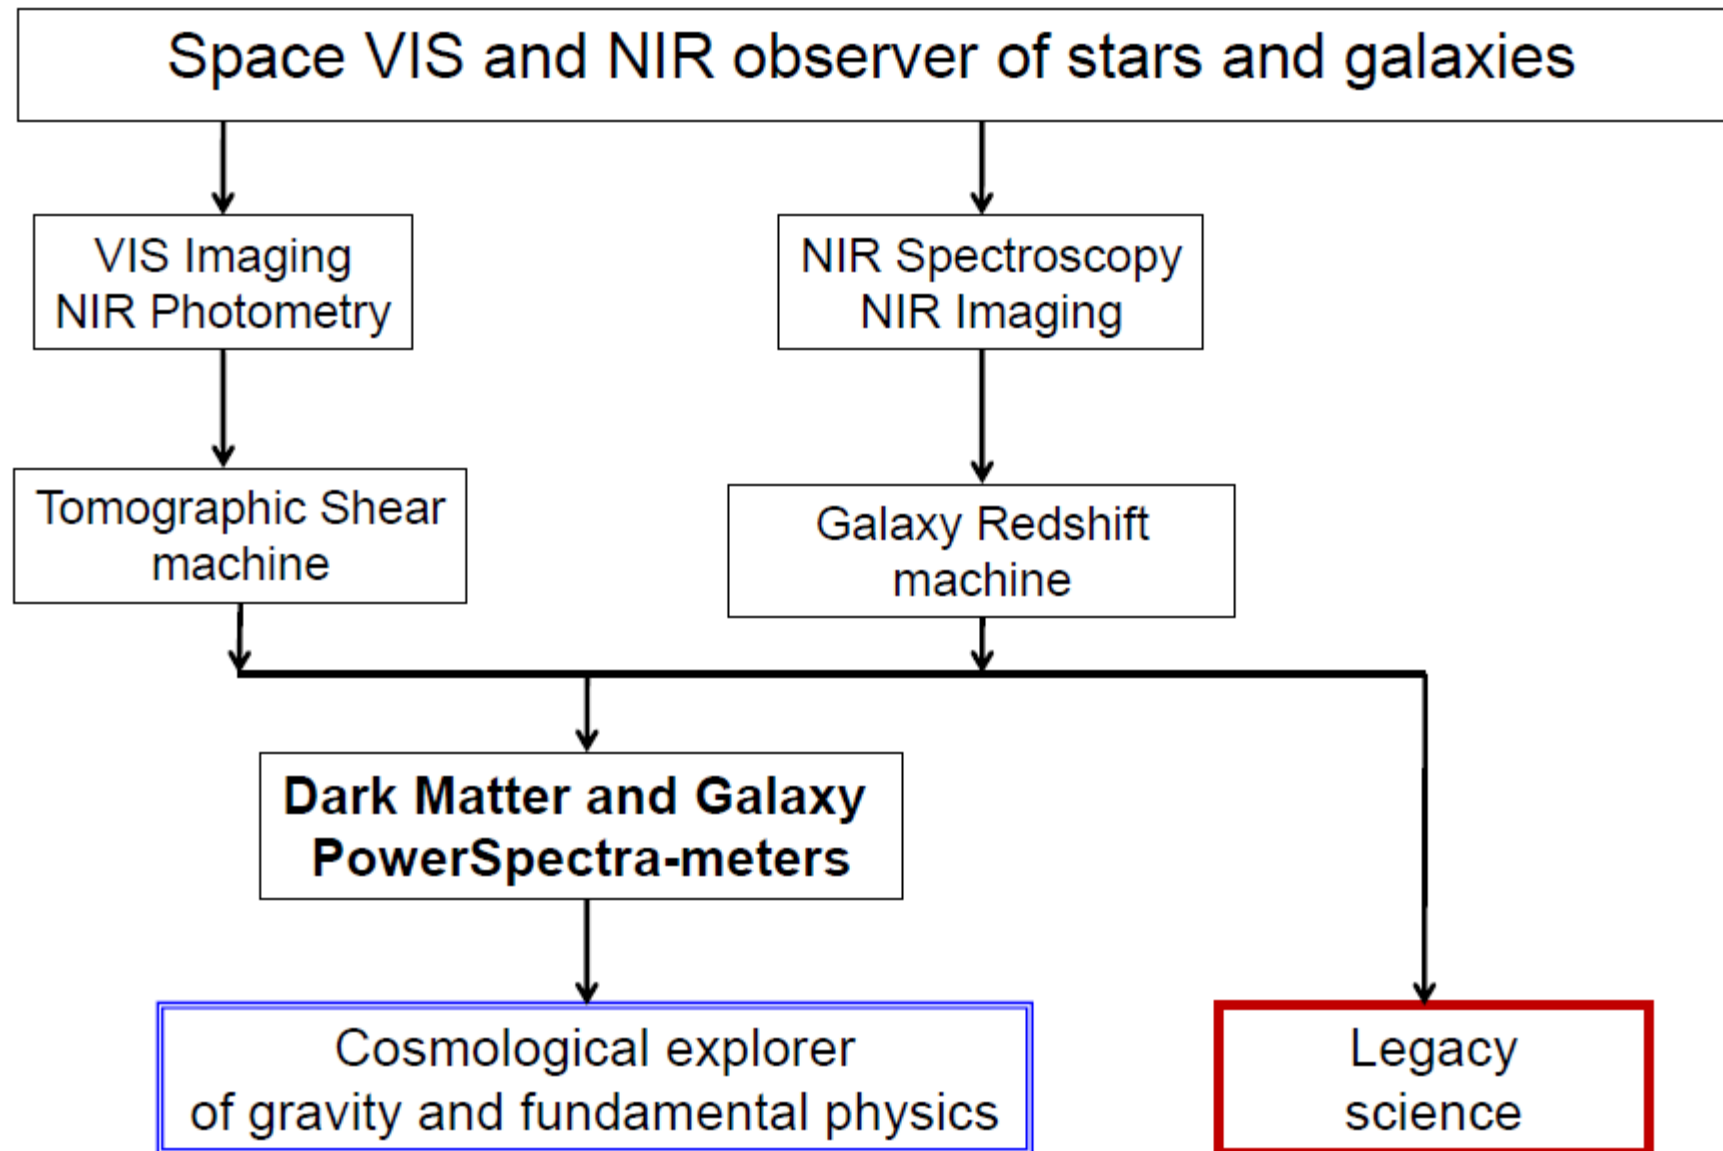 Space VIS and NIR observer of stars and galaxies
VIS Imaging
NIR Photometry
NIR Spectroscopy
NIR Imaging
Tomographic Shear
machine
Galaxy Redshift
machine
Dark Matter and Galaxy
PowerSpectra-meters
Cosmological explorer
of gravity and fundamental physics
Legacy
science